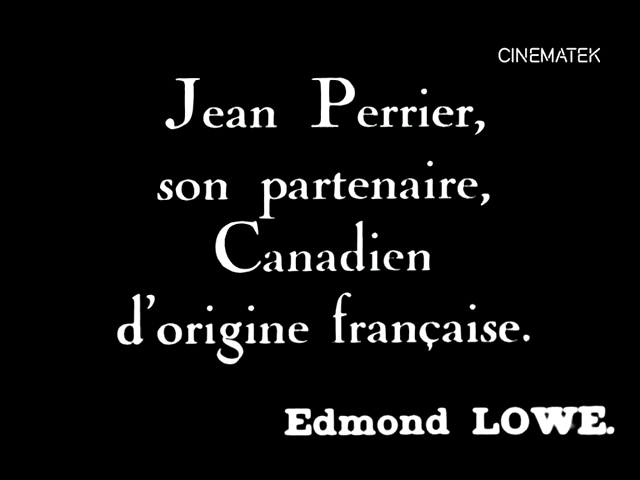 CINEMATEK
Jean Perrier,
son partenaire,
Canadien
d'origine française.
Edmond LOWE.